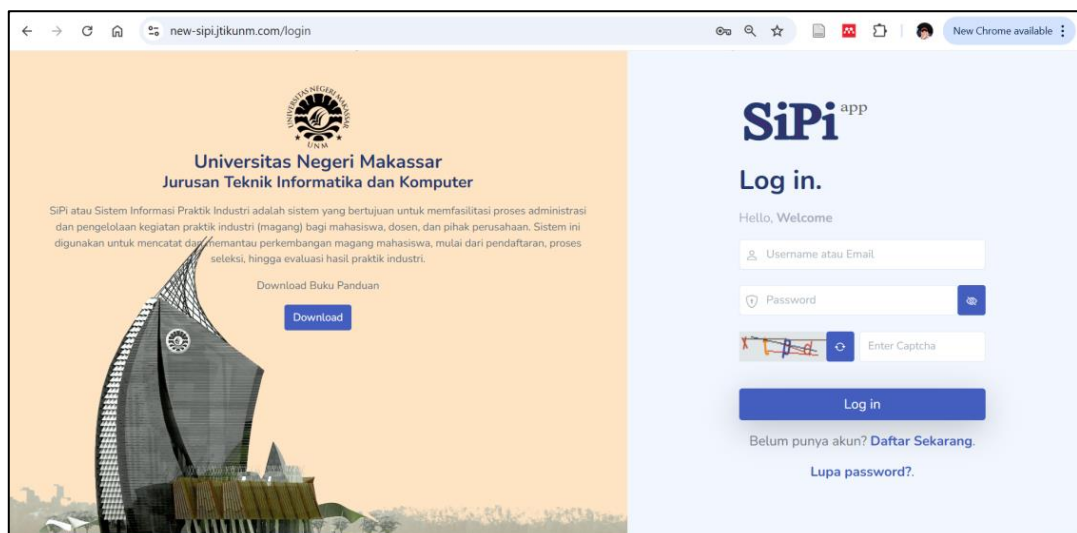 new-sipi.jtikunm.com/login
New Chrome available
UNIVERSITAS NEGERI MAKASSAR
UNM
Universitas Negeri Makassar
Jurusan Teknik Informatika dan Komputer
SiPi atau Sistem Informasi Praktik Industri adalah sistem yang bertujuan untuk memfasilitasi proses administrasi
dan pengelolaan kegiatan praktik industri (magang) bagi mahasiswa, dosen, dan pihak perusahaan. Sistem ini
digunakan untuk mencatat dan memantau perkembangan magang mahasiswa, mulai dari pendaftaran, proses
seleksi, hingga evaluasi hasil praktik industri.
Download Buku Panduan
Download
SiPi app
Log in.
Hello, Welcome
Username atau Email
Password
Enter Captcha
Log in
Belum punya akun? Daftar Sekarang.
Lupa password?.